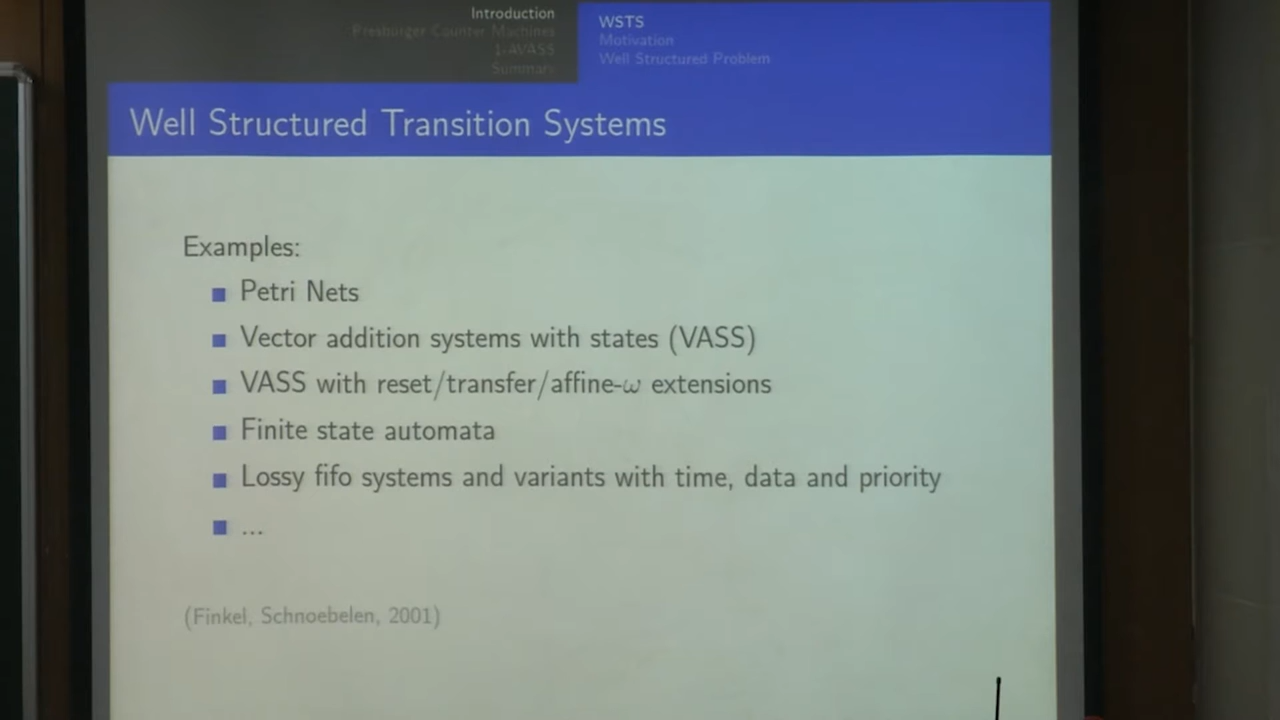 Introduction
Presburger Counter Machines
1-AVASS
Summary
WSTS
Motivation
Well Structured Problem
Well Structured Transition Systems
Examples:
Petri Nets
Vector addition systems with states (VASS)
VASS with reset/transfer/affine-ω extensions
Finite state automata
Lossy fifo systems and variants with time, data and priority
...
(Finkel, Schnoebelen, 2001)